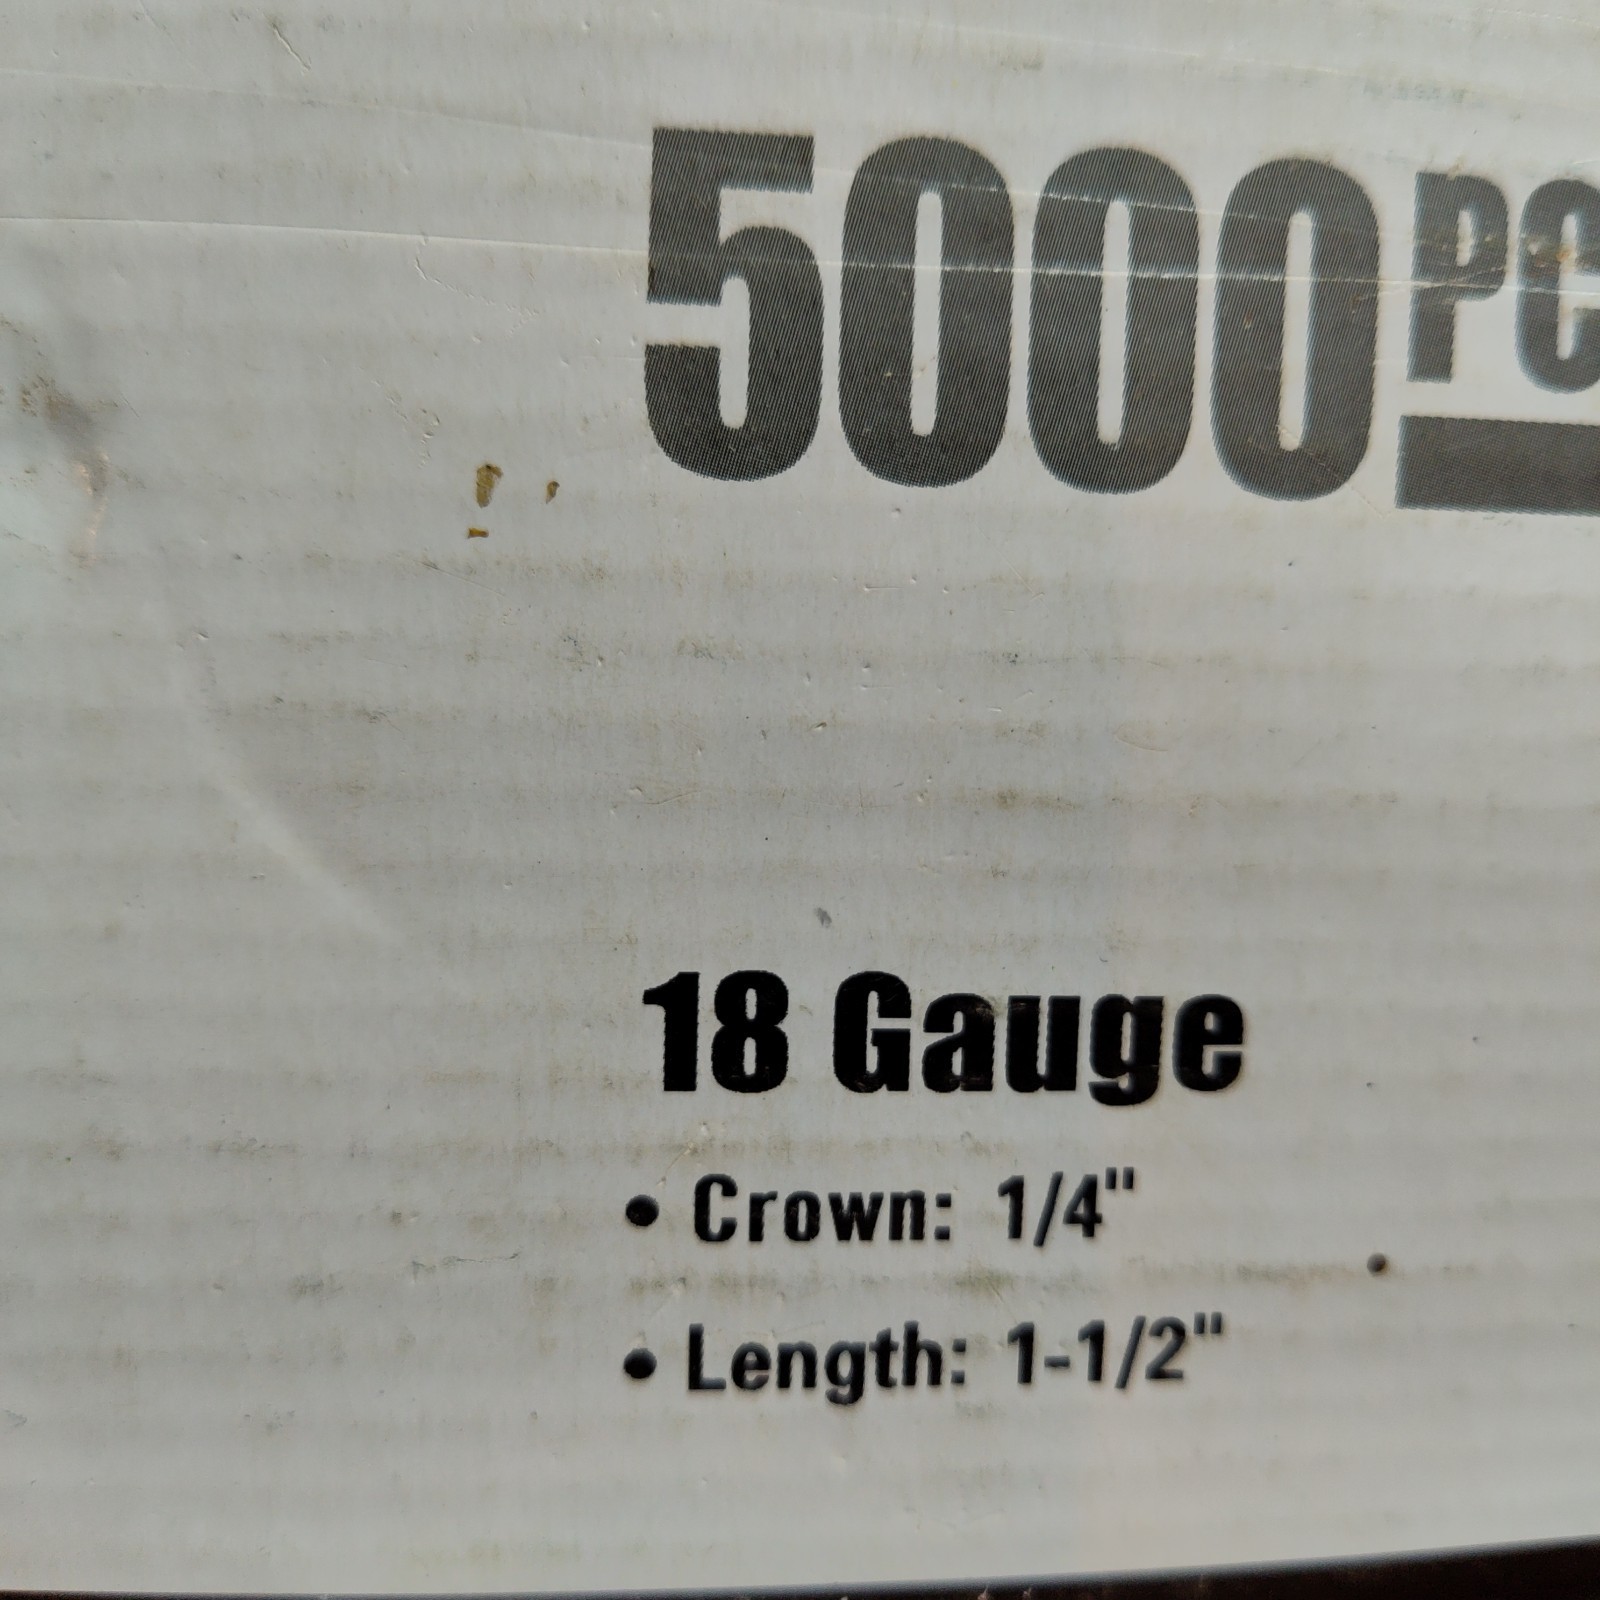 5000PC
18 Gauge
• Crown: 1/4"
• Length: 1-1/2"